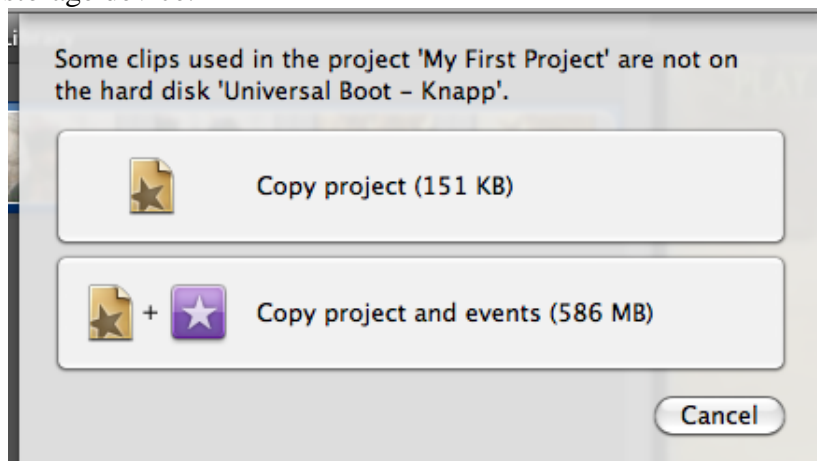 Some clips used in the project 'My First Project' are not on
the hard disk 'Universal Boot – Knapp'.
Copy project (151 KB)
+
Copy project and events (586 MB)
Cancel